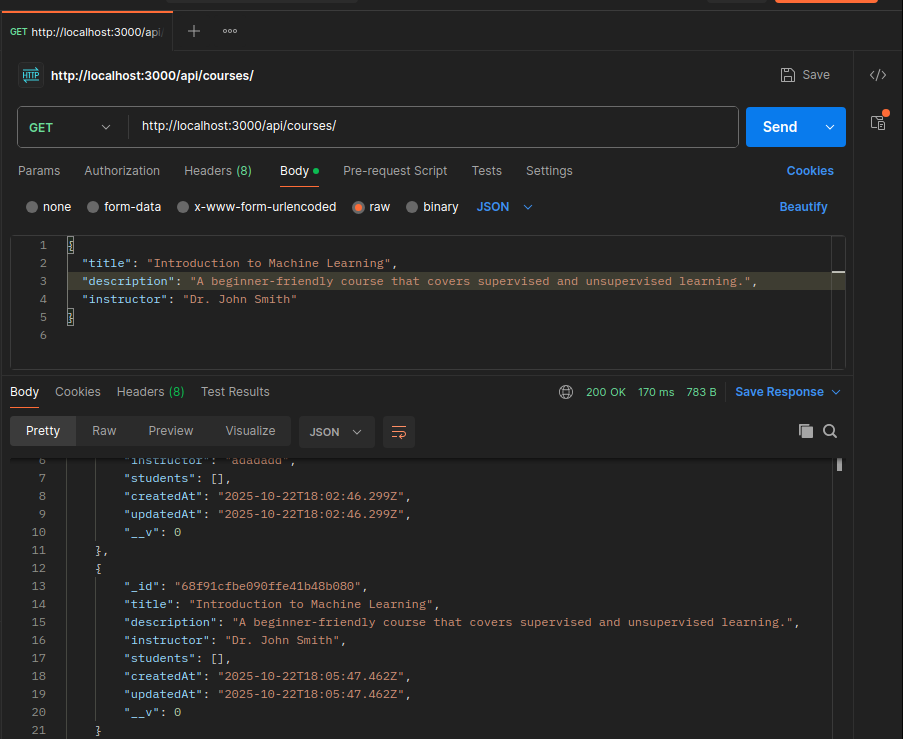 GET http://localhost:3000/api/
HTTP http://localhost:3000/api/courses/ Save
GET http://localhost:3000/api/courses/ Send
Params Authorization Headers (8) Body Pre-request Script Tests Settings Cookies
none form-data x-www-form-urlencoded raw binary JSON Beautify
1 {
2 "title": "Introduction to Machine Learning",
3 "description": "A beginner-friendly course that covers supervised and unsupervised learning.",
4 "instructor": "Dr. John Smith"
5 }
6
Body Cookies Headers (8) Test Results 200 OK 170 ms 783 B Save Response
Pretty Raw Preview Visualize JSON
6 "instructor": "adadadd",
7 "students": [],
8 "createdAt": "2025-10-22T18:02:46.299Z",
9 "updatedAt": "2025-10-22T18:02:46.299Z",
10 "__v": 0
11 },
12 {
13 "_id": "68f91cfbe090ffe41b48b080",
14 "title": "Introduction to Machine Learning",
15 "description": "A beginner-friendly course that covers supervised and unsupervised learning.",
16 "instructor": "Dr. John Smith",
17 "students": [],
18 "createdAt": "2025-10-22T18:05:47.462Z",
19 "updatedAt": "2025-10-22T18:05:47.462Z",
20 "__v": 0
21 }